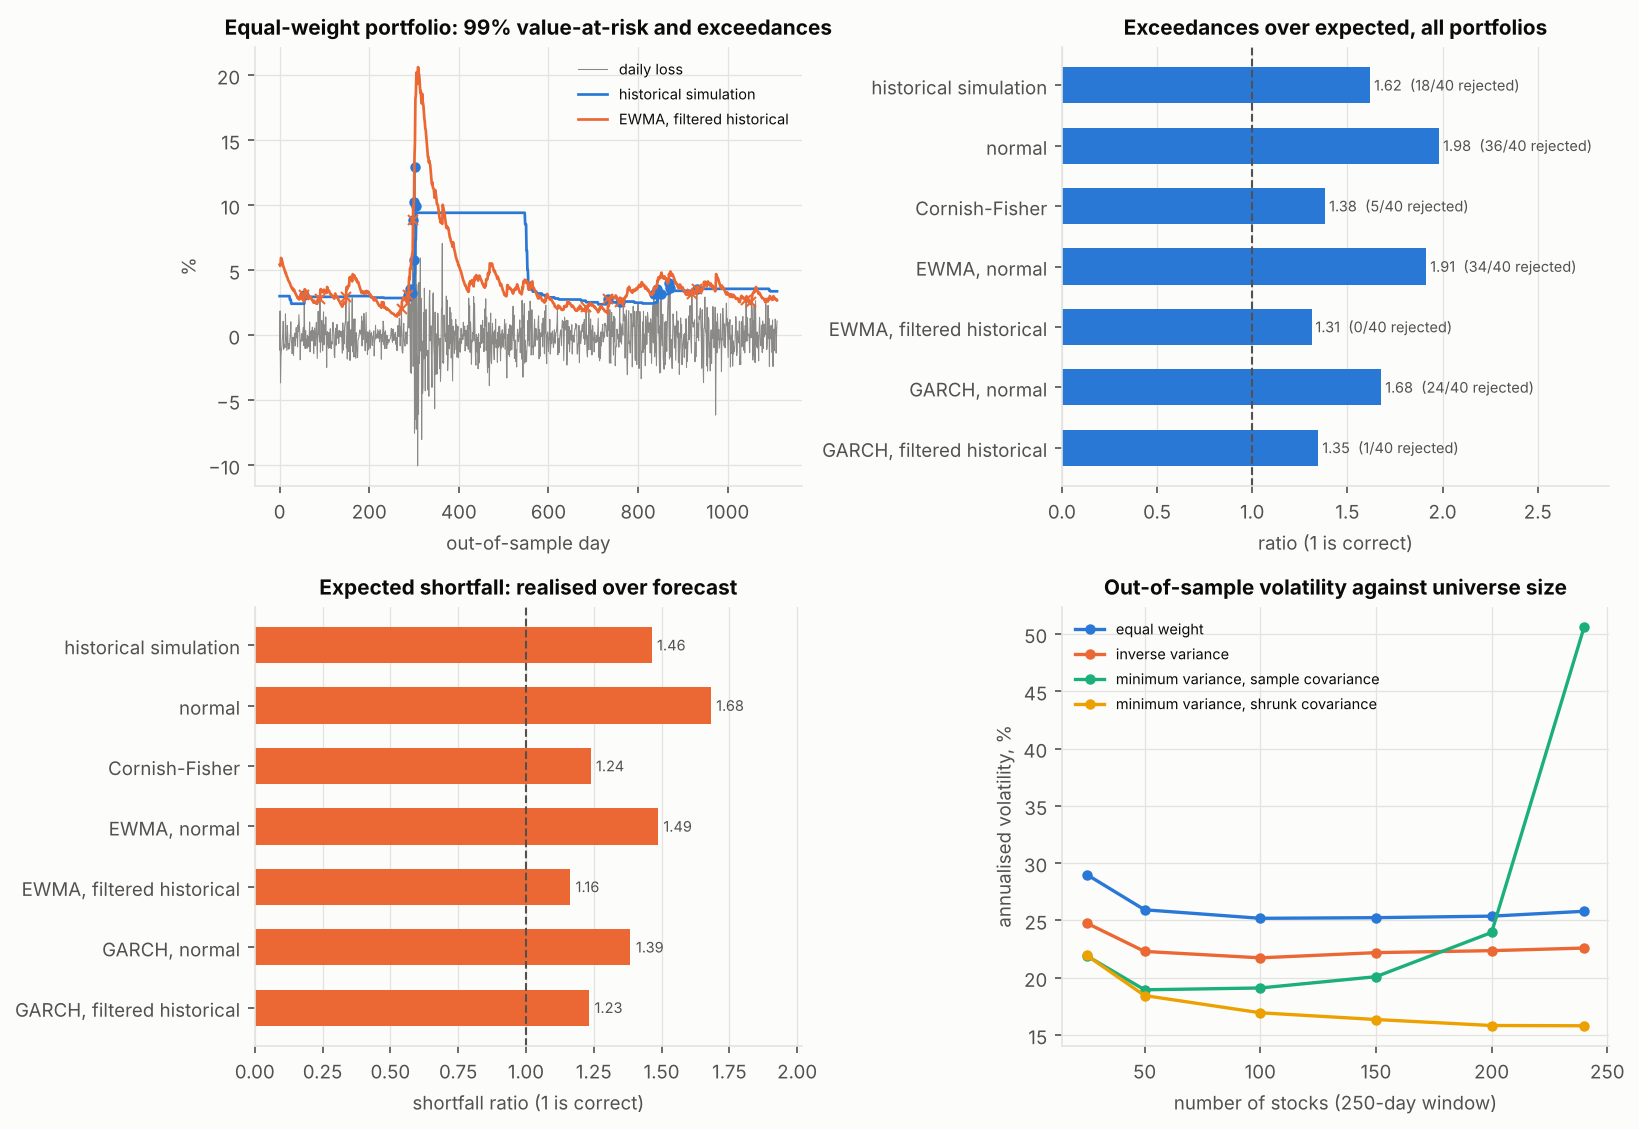 Equal-weight portfolio: 99% value-at-risk and exceedances
daily loss
historical simulation
EWMA, filtered historical
%
20
15
10
5
0
−5
−10
0 200 400 600 800 1000
out-of-sample day
Exceedances over expected, all portfolios
historical simulation 1.62 (18/40 rejected)
normal 1.98 (36/40 rejected)
Cornish-Fisher 1.38 (5/40 rejected)
EWMA, normal 1.91 (34/40 rejected)
EWMA, filtered historical 1.31 (0/40 rejected)
GARCH, normal 1.68 (24/40 rejected)
GARCH, filtered historical 1.35 (1/40 rejected)
0.0 0.5 1.0 1.5 2.0 2.5
ratio (1 is correct)
Expected shortfall: realised over forecast
historical simulation 1.46
normal 1.68
Cornish-Fisher 1.24
EWMA, normal 1.49
EWMA, filtered historical 1.16
GARCH, normal 1.39
GARCH, filtered historical 1.23
0.00 0.25 0.50 0.75 1.00 1.25 1.50 1.75 2.00
shortfall ratio (1 is correct)
Out-of-sample volatility against universe size
equal weight
inverse variance
minimum variance, sample covariance
minimum variance, shrunk covariance
annualised volatility, %
50
45
40
35
30
25
20
15
50 100 150 200 250
number of stocks (250-day window)